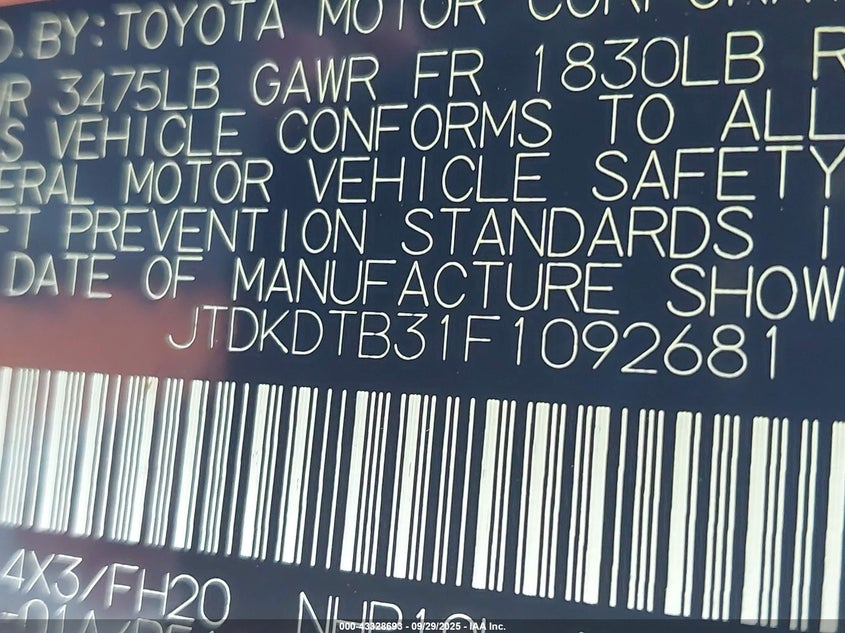 D. BY: TOYOTA MOTOR
3475LB GAWR FR 1830LB R
S VEHICLE CONFORMS TO ALL
ERAL MOTOR VEHICLE SAFETY
FT PREVENTION STANDARDS I
DATE OF MANUFACTURE SHOW
JTDKDTB31F1092681
4X3/FH20
000-43328693 - 09/29/2025 - IAA Inc.